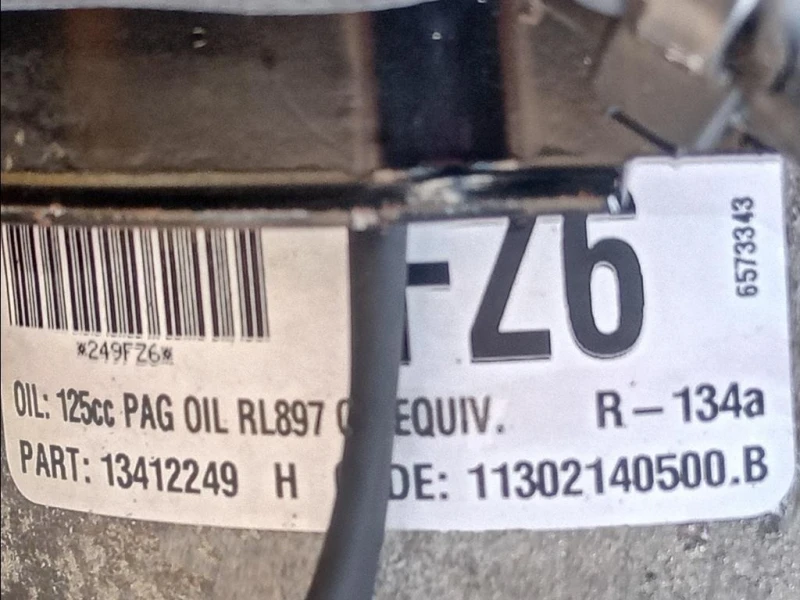 FZ6
6573343
*249FZ6*
OIL: 125cc PAG OIL RL897 EQUIV. R-134a
PART: 13412249 H DE: 11302140500.B